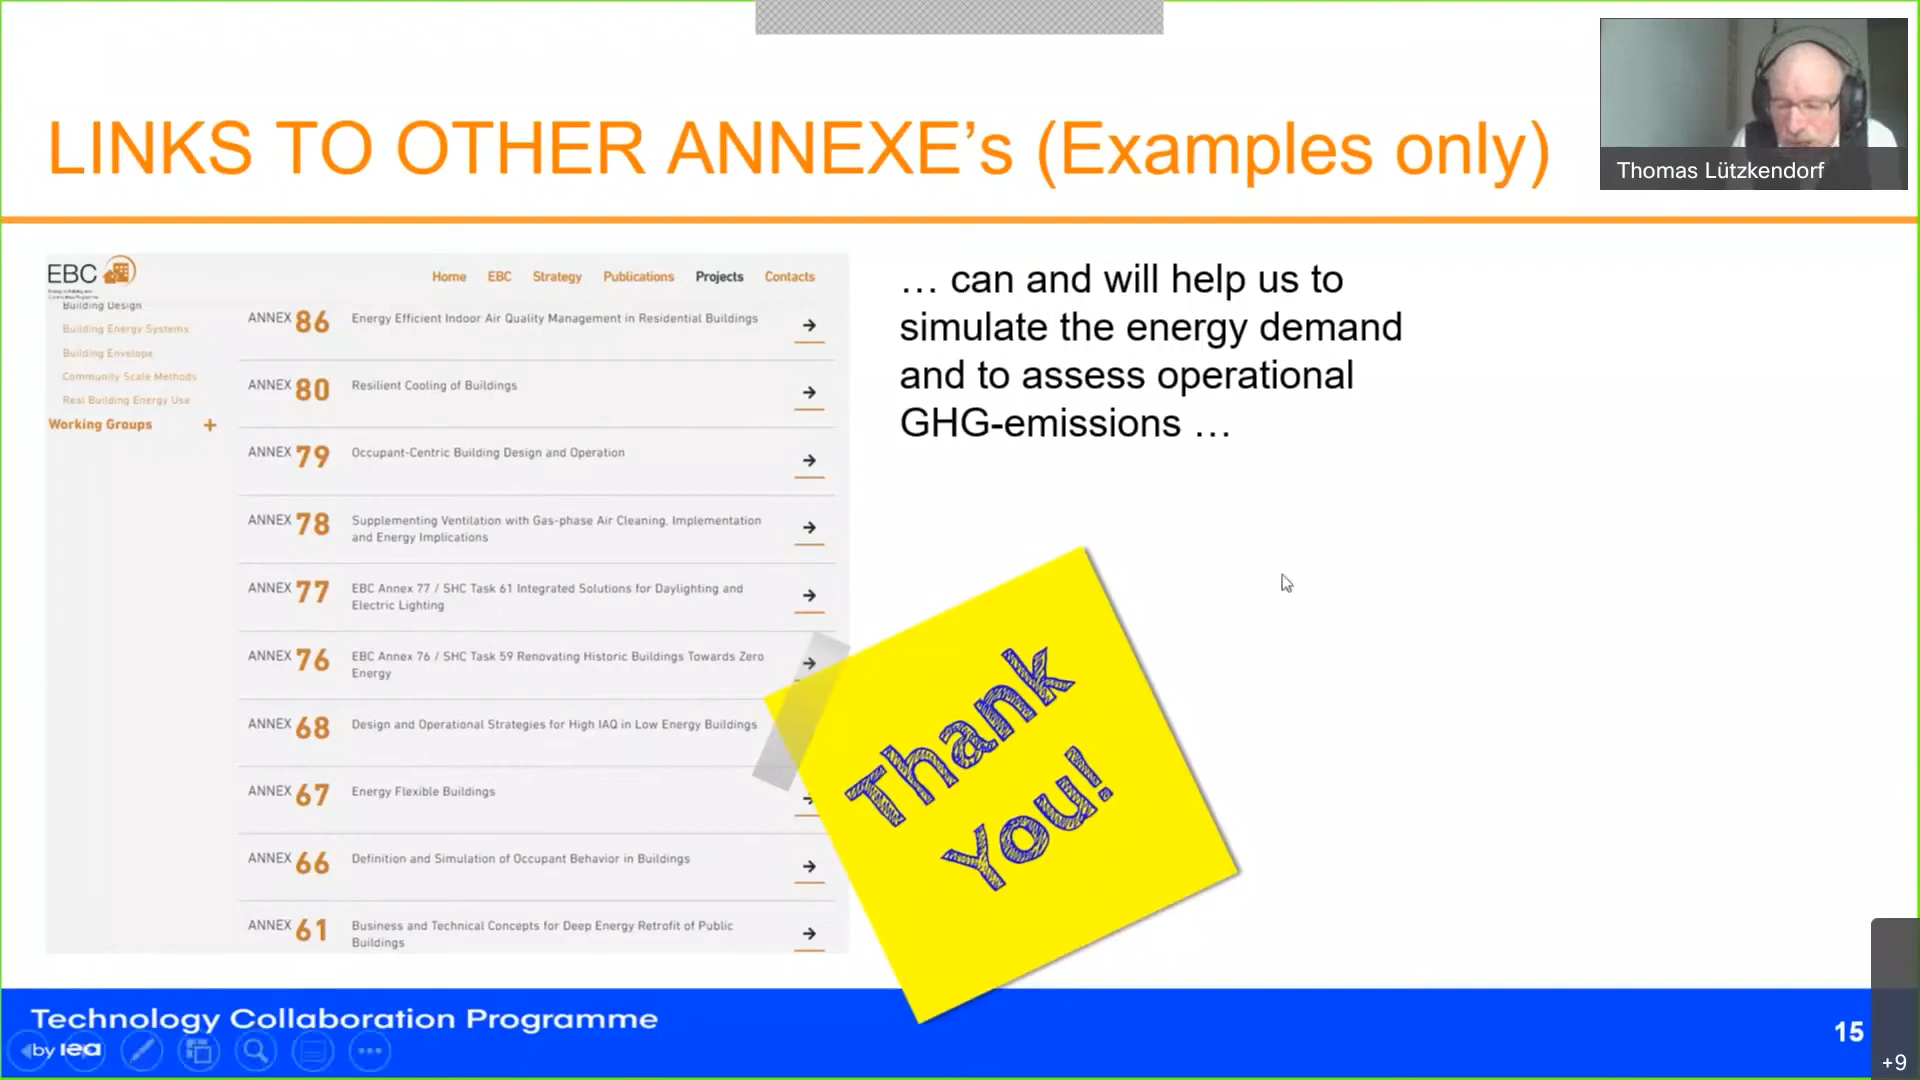 LINKS TO OTHER ANNEXE’s (Examples only)
Thomas Lützkendorf
EBC
Home EBC Strategy Publications Projects Contacts
Building Design
Building Energy Systems
Building Envelope
Community Scale Methods
Real Building Energy Use
Working Groups +
ANNEX 86 Energy Efficient Indoor Air Quality Management in Residential Buildings
ANNEX 80 Resilient Cooling of Buildings
ANNEX 79 Occupant-Centric Building Design and Operation
ANNEX 78 Supplementing Ventilation with Gas-phase Air Cleaning, Implementation
and Energy Implications
ANNEX 77 EBC Annex 77 / SHC Task 61 Integrated Solutions for Daylighting and
Electric Lighting
ANNEX 76 EBC Annex 76 / SHC Task 59 Renovating Historic Buildings Towards Zero
Energy
ANNEX 68 Design and Operational Strategies for High IAQ in Low Energy Buildings
ANNEX 67 Energy Flexible Buildings
ANNEX 66 Definition and Simulation of Occupant Behavior in Buildings
ANNEX 61 Business and Technical Concepts for Deep Energy Retrofit of Public
Buildings
… can and will help us to
simulate the energy demand
and to assess operational
GHG-emissions …
Thank
You!
Technology Collaboration Programme
by iea
15
+9